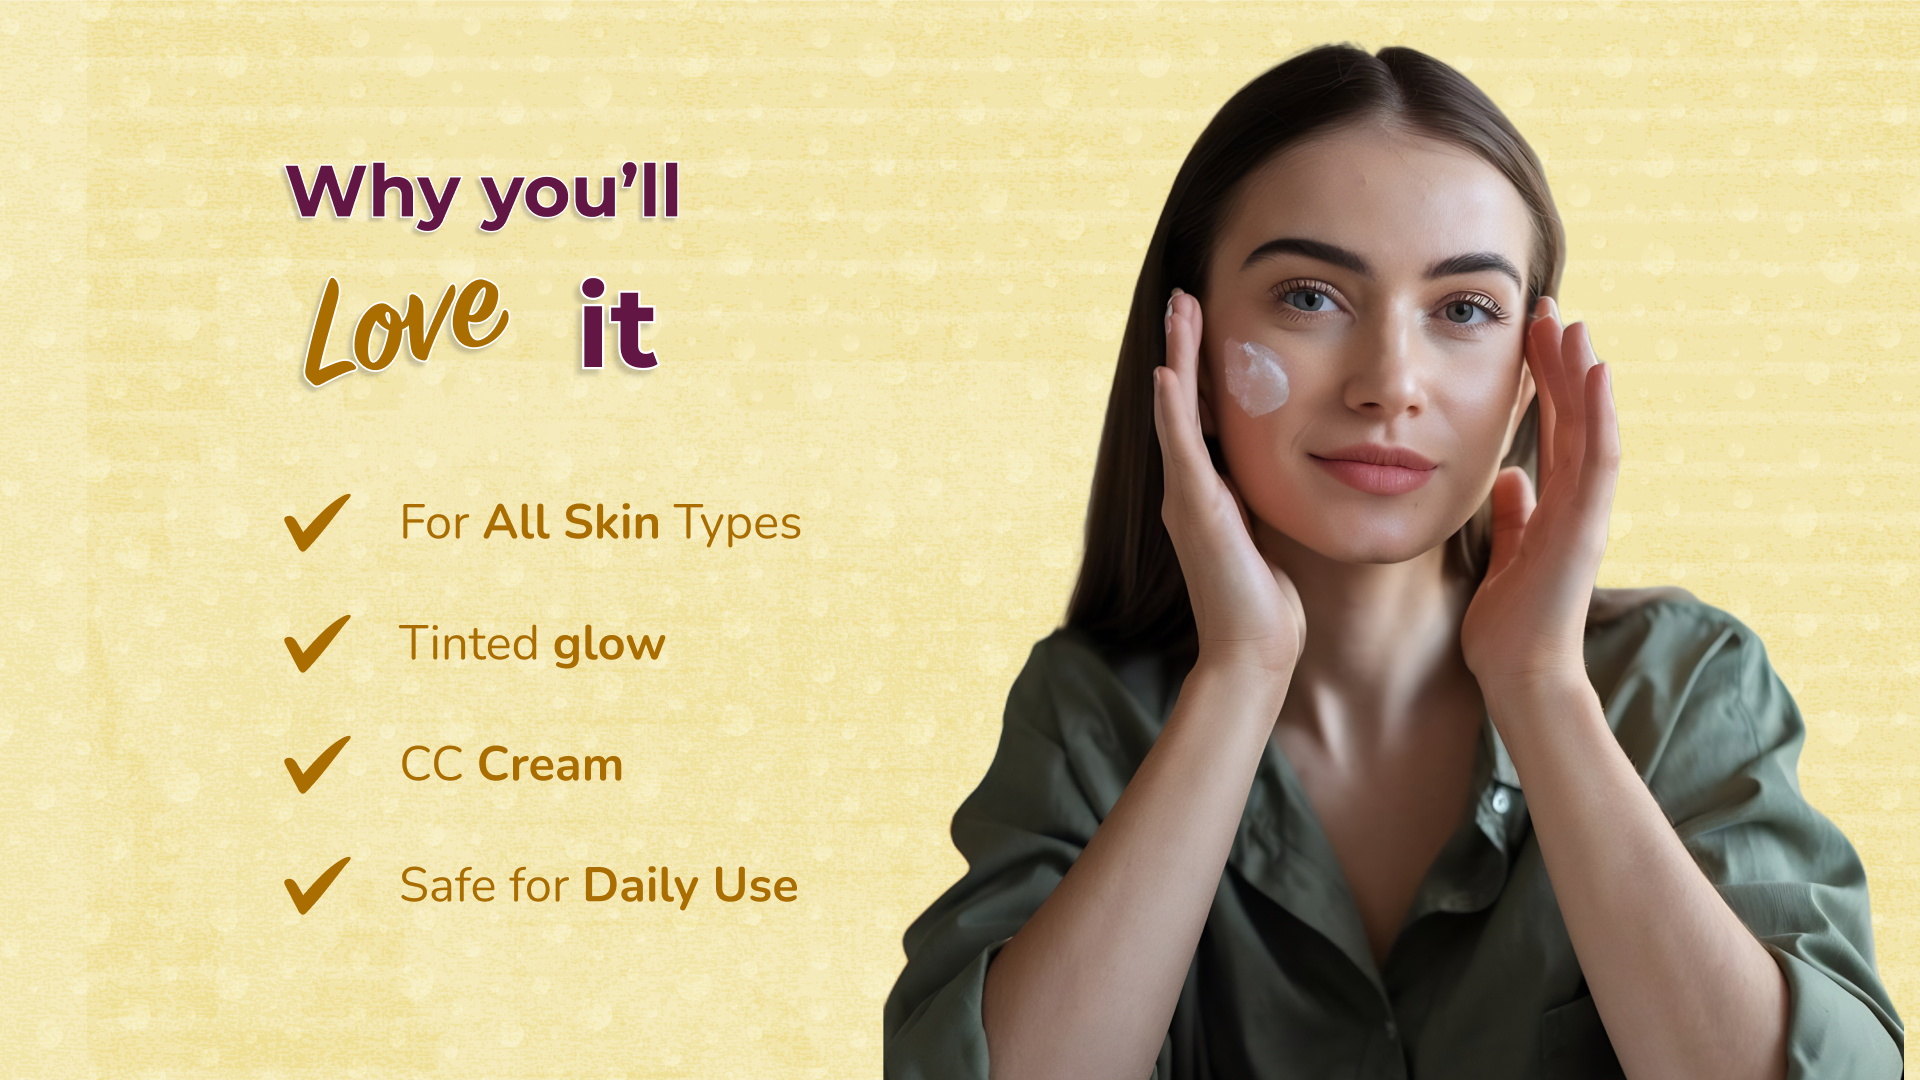 Why you’ll
Love it
For All Skin Types
Tinted glow
CC Cream
Safe for Daily Use